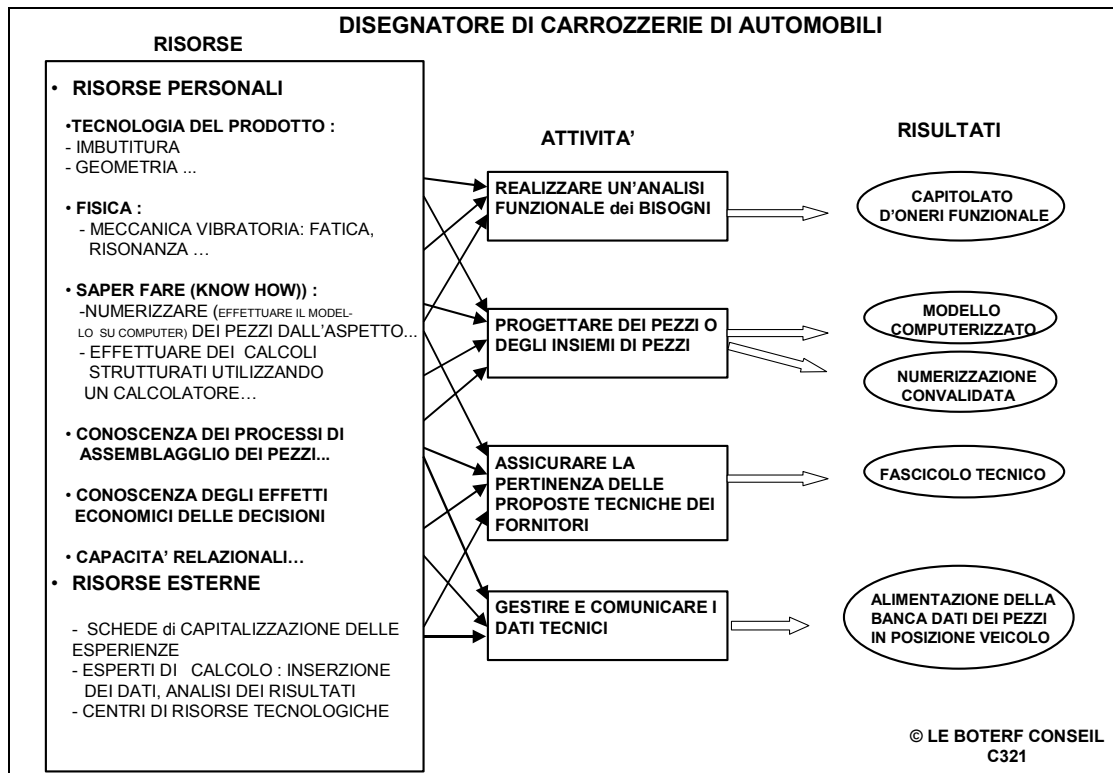 DISEGNATORE DI CARROZZERIE DI AUTOMOBILI
RISORSE
• RISORSE PERSONALI
•TECNOLOGIA DEL PRODOTTO :
- IMBUTITURA
- GEOMETRIA ...
• FISICA :
- MECCANICA VIBRATORIA: FATICA,
RISONANZA …
• SAPER FARE (KNOW HOW)) :
-NUMERIZZARE (EFFETTUARE IL MODEL-
LO SU COMPUTER) DEI PEZZI DALL'ASPETTO...
- EFFETTUARE DEI CALCOLI
STRUTTURATI UTILIZZANDO
UN CALCOLATORE…
• CONOSCENZA DEI PROCESSI DI
ASSEMBLAGGLIO DEI PEZZI...
• CONOSCENZA DEGLI EFFETTI
ECONOMICI DELLE DECISIONI
• CAPACITA' RELAZIONALI…
• RISORSE ESTERNE
- SCHEDE di CAPITALIZZAZIONE DELLE
ESPERIENZE
- ESPERTI DI CALCOLO : INSERZIONE
DEI DATI, ANALISI DEI RISULTATI
- CENTRI DI RISORSE TECNOLOGICHE
ATTIVITA'
REALIZZARE UN'ANALISI
FUNZIONALE dei BISOGNI
PROGETTARE DEI PEZZI O
DEGLI INSIEMI DI PEZZI
ASSICURARE LA
PERTINENZA DELLE
PROPOSTE TECNICHE DEI
FORNITORI
GESTIRE E COMUNICARE I
DATI TECNICI
RISULTATI
CAPITOLATO
D'ONERI FUNZIONALE
MODELLO
COMPUTERIZZATO
NUMERIZZAZIONE
CONVALIDATA
FASCICOLO TECNICO
ALIMENTAZIONE DELLA
BANCA DATI DEI PEZZI
IN POSIZIONE VEICOLO
© LE BOTERF CONSEIL
C321